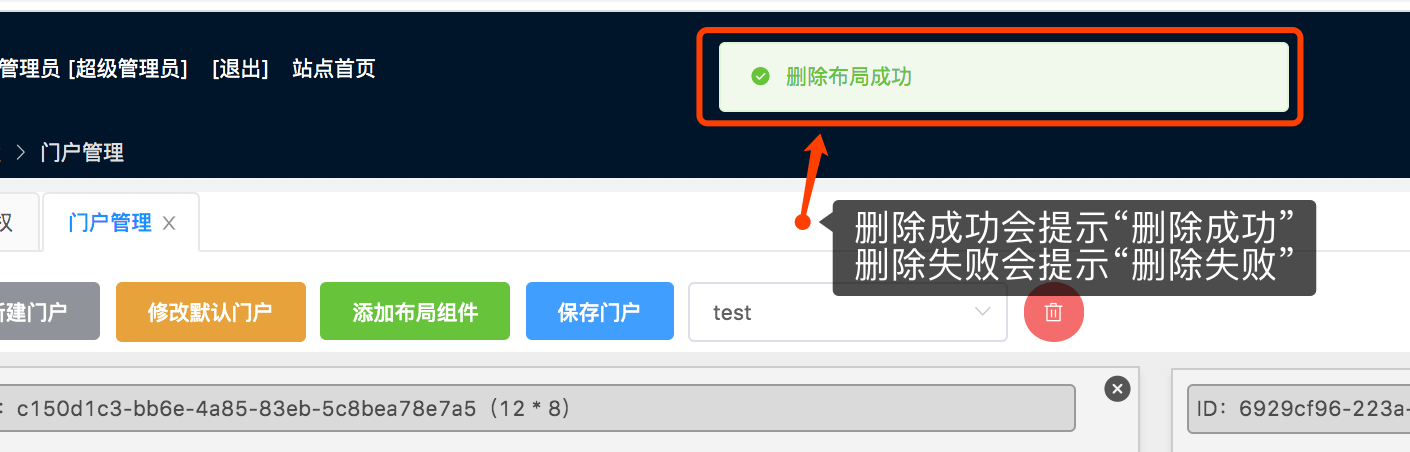 管理员 [超级管理员] [退出] 站点首页
删除布局成功
> 门户管理
权 门户管理 X
删除成功会提示“删除成功”
删除失败会提示“删除失败”
新建门户 修改默认门户 添加布局组件 保存门户 test
: c150d1c3-bb6e-4a85-83eb-5c8bea78e7a5（12 * 8）
ID：6929cf96-223a-